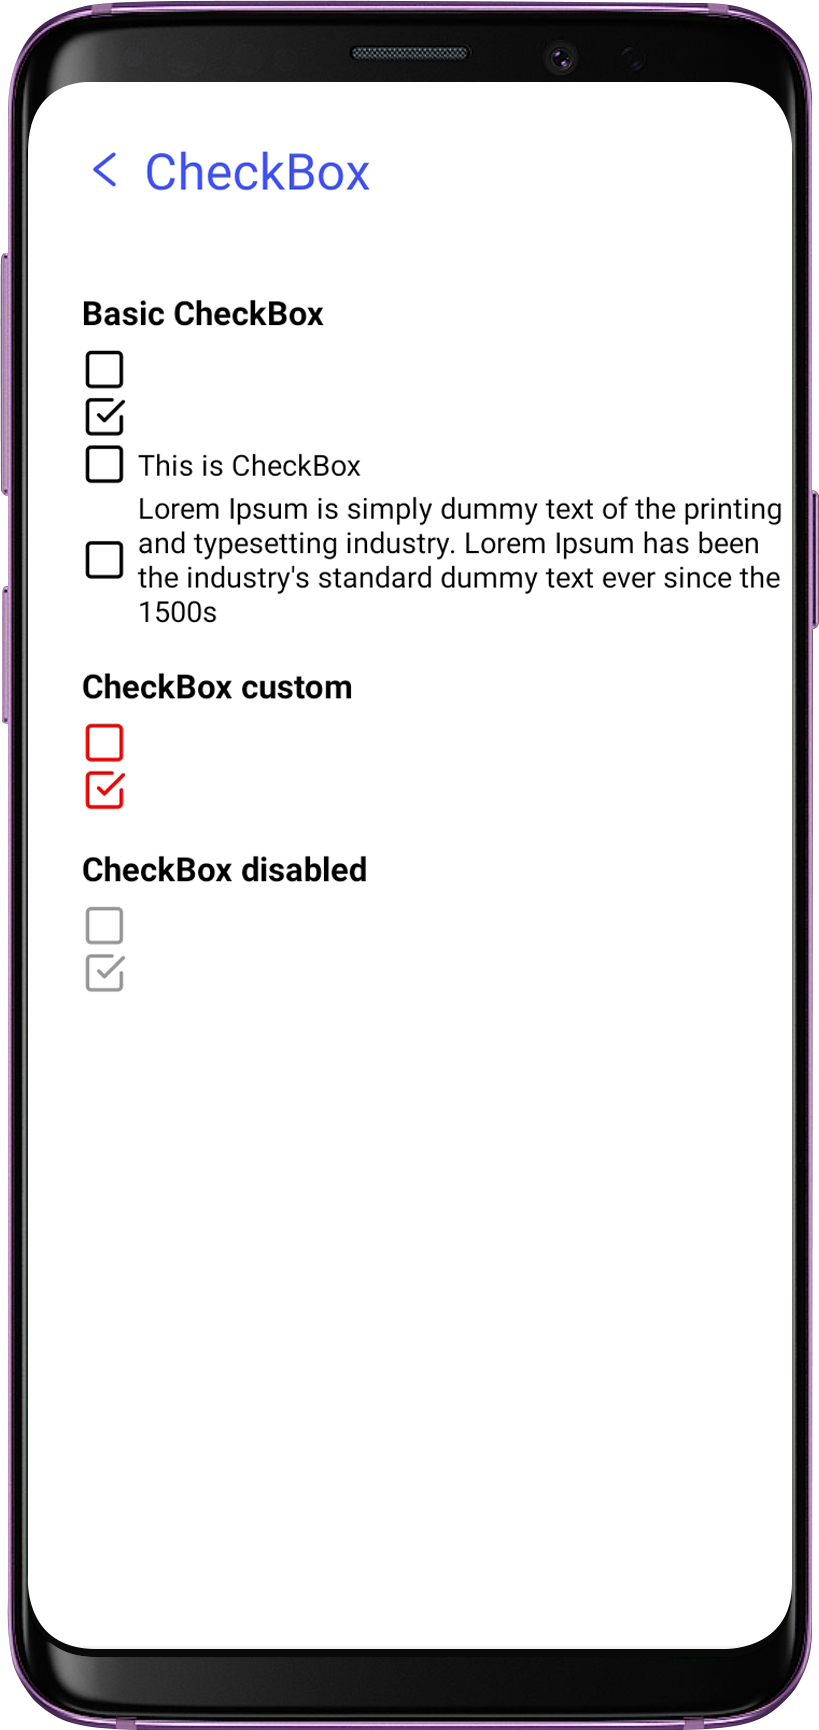 CheckBox
Basic CheckBox
This is CheckBox
Lorem Ipsum is simply dummy text of the printing
and typesetting industry. Lorem Ipsum has been
the industry's standard dummy text ever since the
1500s
CheckBox custom
CheckBox disabled